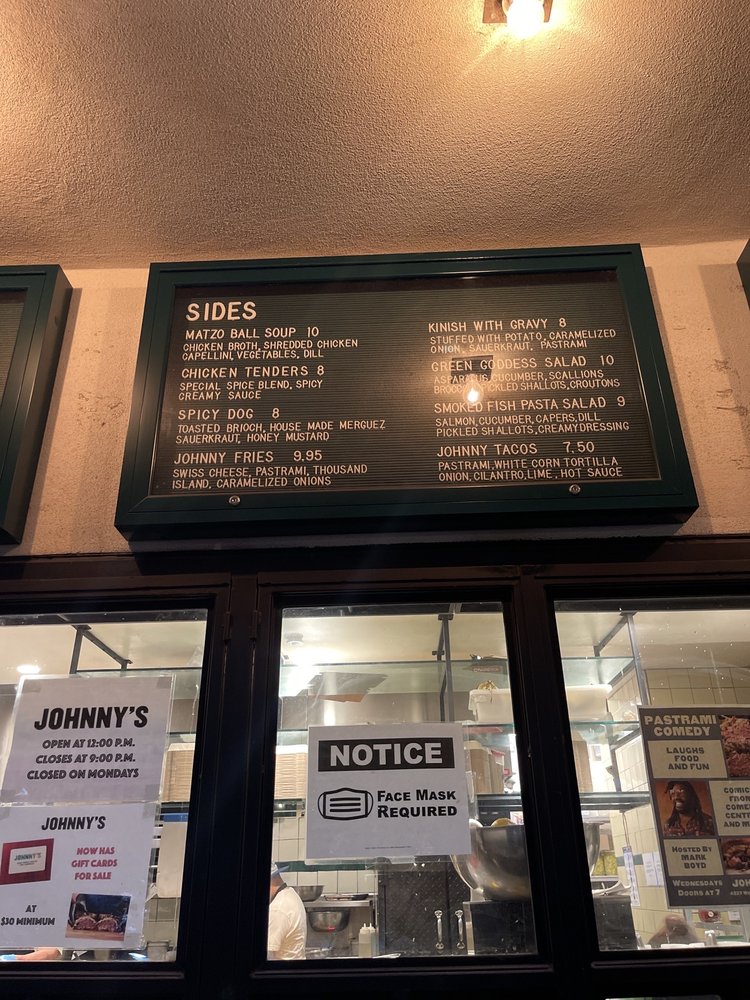 SIDES
MATZO BALL SOUP 10
CHICKEN BROTH, SHREDDED CHICKEN
CAPELLINI, VEGETABLES, DILL
CHICKEN TENDERS 8
SPECIAL SPICE BLEND, SPICY
CREAMY SAUCE
SPICY DOG 8
TOASTED BRIOCH, HOUSE MADE MERGUEZ
SAUERKRAUT, HONEY MUSTARD
JOHNNY FRIES 9.95
SWISS CHEESE, PASTRAMI, THOUSAND
ISLAND, CARAMELIZED ONIONS
KINISH WITH GRAVY 8
STUFFED WITH POTATO, CARAMELIZED
ONION, SAUERKRAUT, PASTRAMI
GREEN GODDESS SALAD 10
CUCUMBER, SCALLIONS
PICKLED SHALLOTS, CROUTONS
SMOKED FISH PASTA SALAD 9
SALMON, CUCUMBER, CAPERS, DILL
PICKLED SHALLOTS, CREAMY DRESSING
JOHNNY TACOS 7.50
PASTRAMI, WHITE CORN TORTILLA
ONION, CILANTRO, LIME, HOT SAUCE
JOHNNY'S
OPEN AT 12:00 P.M.
CLOSES AT 9:00 P.M.
CLOSED ON MONDAYS
JOHNNY'S
JOHNNY'S
NOW HAS
GIFT CARDS
FOR SALE
AT
$30 MINIMUM
NOTICE
FACE MASK
REQUIRED
PASTRAMI
COMEDY
LAUGHS
FOOD
AND FUN
HOSTED BY
MARK
BOYD
WEDNESDAYS
DOORS AT 7